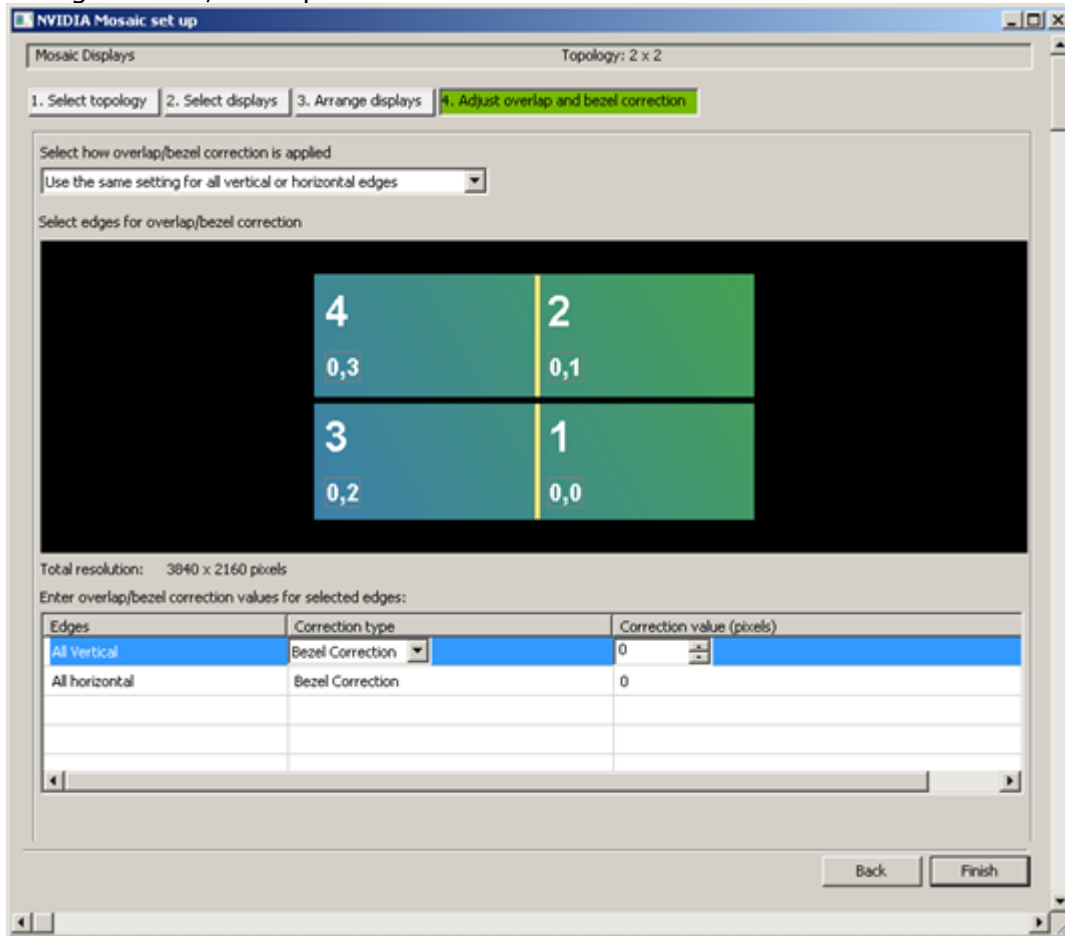 NVIDIA Mosaic set up
Mosaic Displays Topology: 2 x 2
1. Select topology 2. Select displays 3. Arrange displays 4. Adjust overlap and bezel correction
Select how overlap/bezel correction is applied
Use the same setting for all vertical or horizontal edges
Select edges for overlap/bezel correction
4 2
0,3 0,1
3 1
0,2 0,0
Total resolution: 3840 x 2160 pixels
Enter overlap/bezel correction values for selected edges:
Edges Correction type Correction value (pixels)
All Vertical Bezel Correction 0
All horizontal Bezel Correction 0
Back Finish